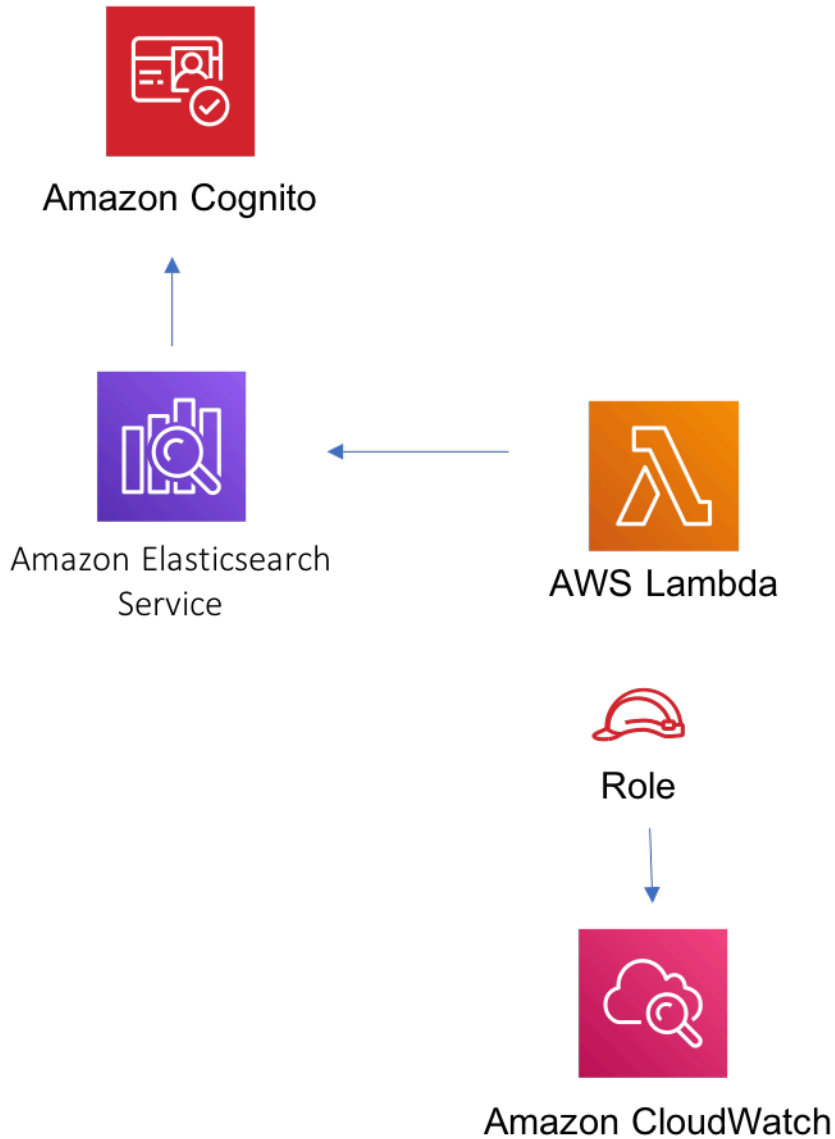 Amazon Cognito
Amazon Elasticsearch
Service
AWS Lambda
Role
Amazon CloudWatch